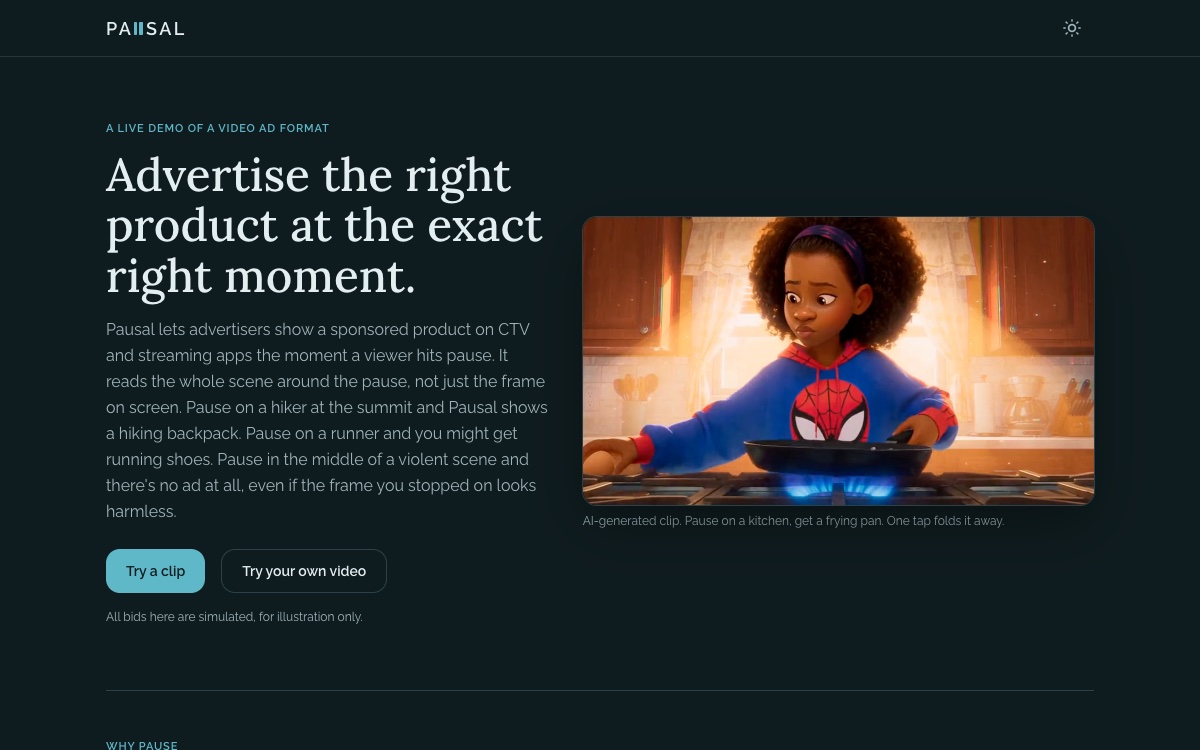 PAUSAL
A LIVE DEMO OF A VIDEO AD FORMAT
Advertise the right
product at the exact
right moment.
Pausal lets advertisers show a sponsored product on CTV
and streaming apps the moment a viewer hits pause. It
reads the whole scene around the pause, not just the frame
on screen. Pause on a hiker at the summit and Pausal shows
a hiking backpack. Pause on a runner and you might get
running shoes. Pause in the middle of a violent scene and
there's no ad at all, even if the frame you stopped on looks
harmless.
AI-generated clip. Pause on a kitchen, get a frying pan. One tap folds it away.
Try a clip
Try your own video
All bids here are simulated, for illustration only.
WHY PAUSE